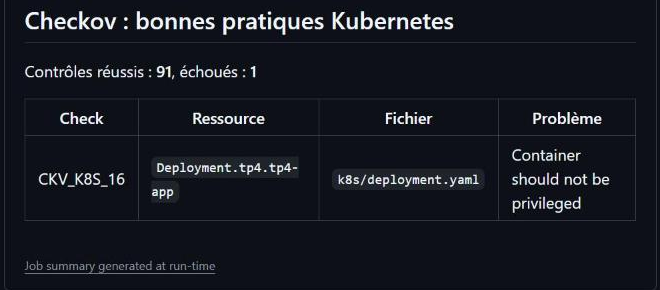 Checkov : bonnes pratiques Kubernetes
Contrôles réussis : 91, échoués : 1
Check Ressource Fichier Problème
CKV_K8S_16 Deployment.tp4.tp4-app k8s/deployment.yaml Container should not be privileged
Job summary generated at run-time